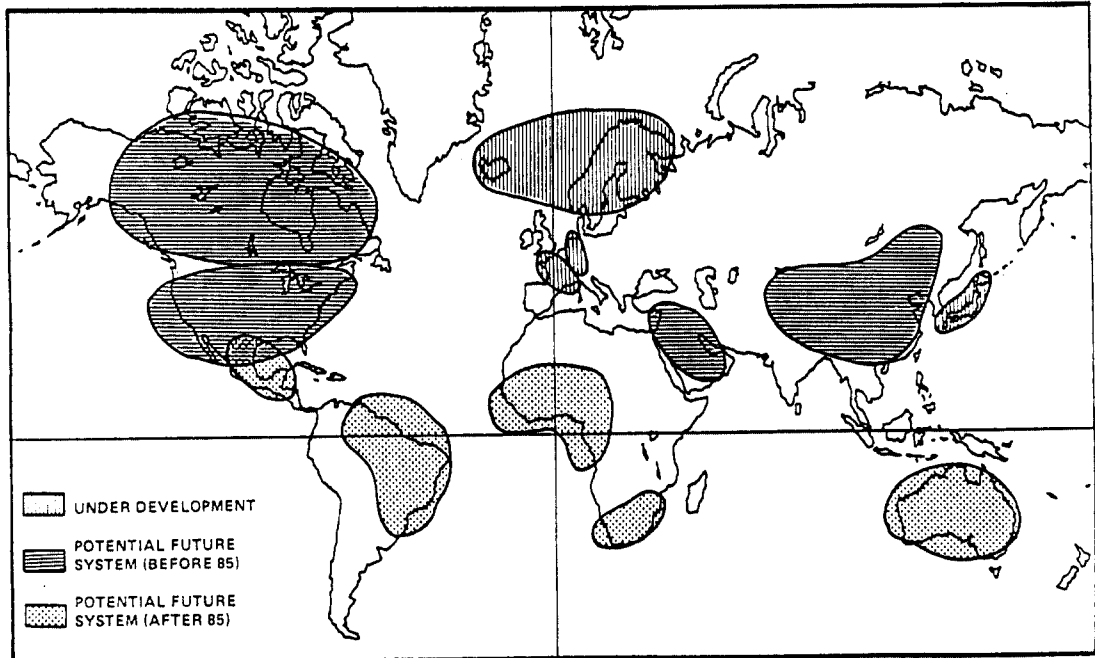 UNDER DEVELOPMENT
POTENTIAL FUTURE
SYSTEM (BEFORE 85)
POTENTIAL FUTURE
SYSTEM (AFTER 85)